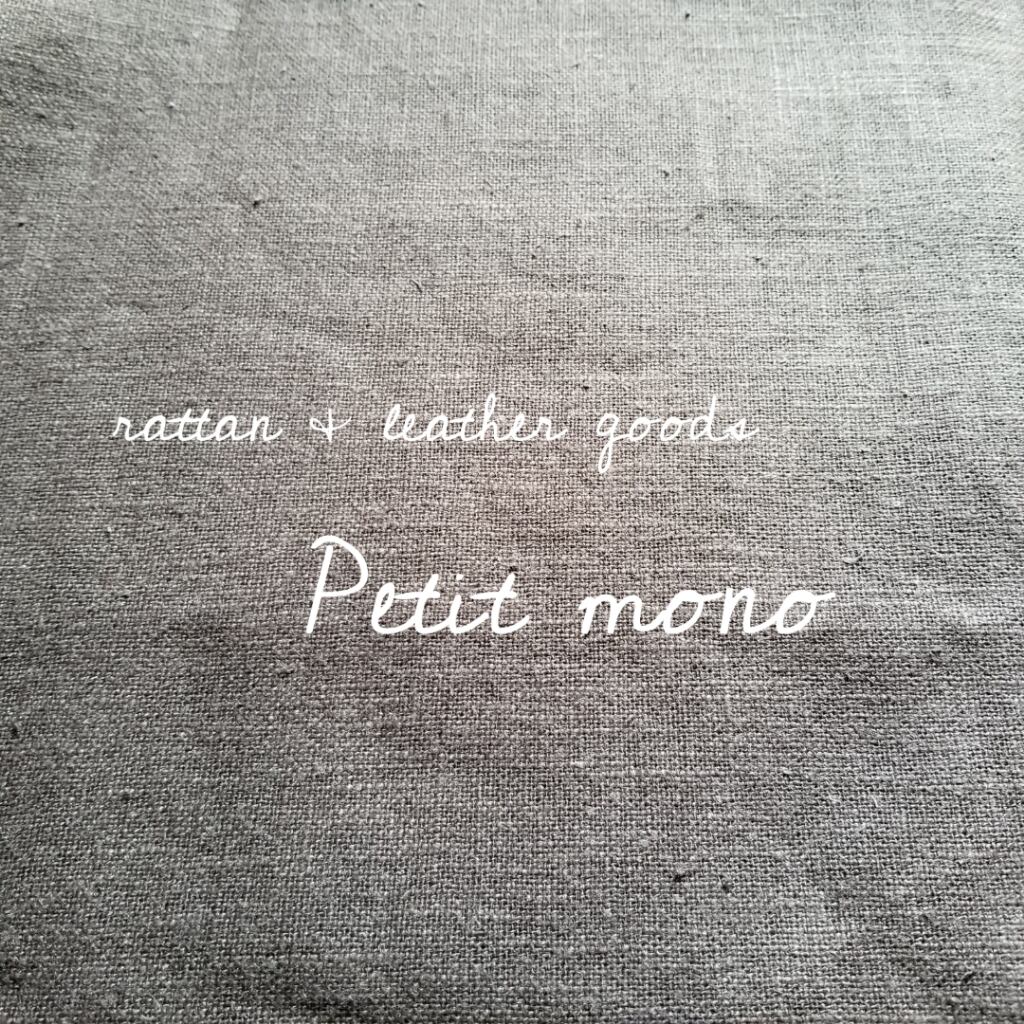 rattan & leather goods
Petit mono